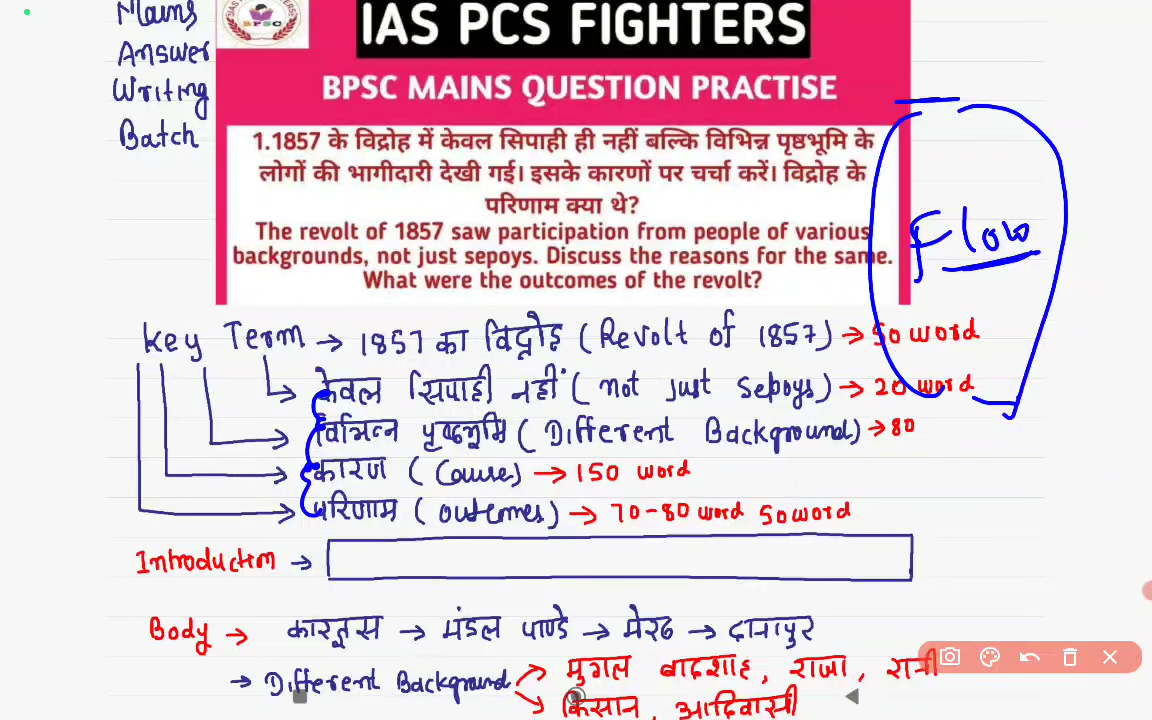 Mains
Answer
Writing
Batch
BPSC
IAS PCS FIGHTERS
BPSC MAINS QUESTION PRACTISE
1.1857 के विद्रोह में केवल सिपाही ही नहीं बल्कि विभिन्न पृष्ठभूमि के
लोगों की भागीदारी देखी गई। इसके कारणों पर चर्चा करें। विद्रोह के
परिणाम क्या थे?
The revolt of 1857 saw participation from people of various
backgrounds, not just sepoys. Discuss the reasons for the same.
What were the outcomes of the revolt?
Flow
Key Term → 1857 का विद्रोह (Revolt of 1857) → 50 word
केवल सिपाही नहीं (not just sepoys) → 20 word
विभिन्न पृष्ठभूमि (Different Background) → 80
कारण (Cause) → 150 word
परिणाम (outcomes) → 70-80 word 50 word
Introduction →
Body → कारतूस → मंडल पाण्डे → मेरठ → दानापुर
→ Different Background मुगल बादशाह, राजा, रानी
किसान, आदिवासी